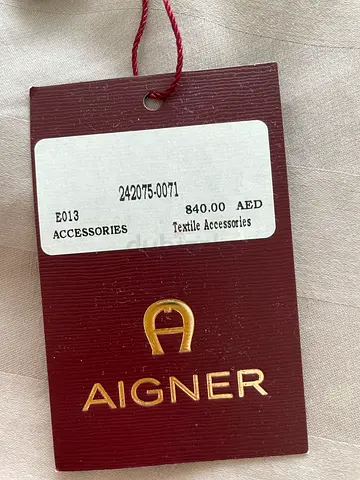 242075-0071
E013 840.00 AED
ACCESSORIES Textile Accessories
AIGNER